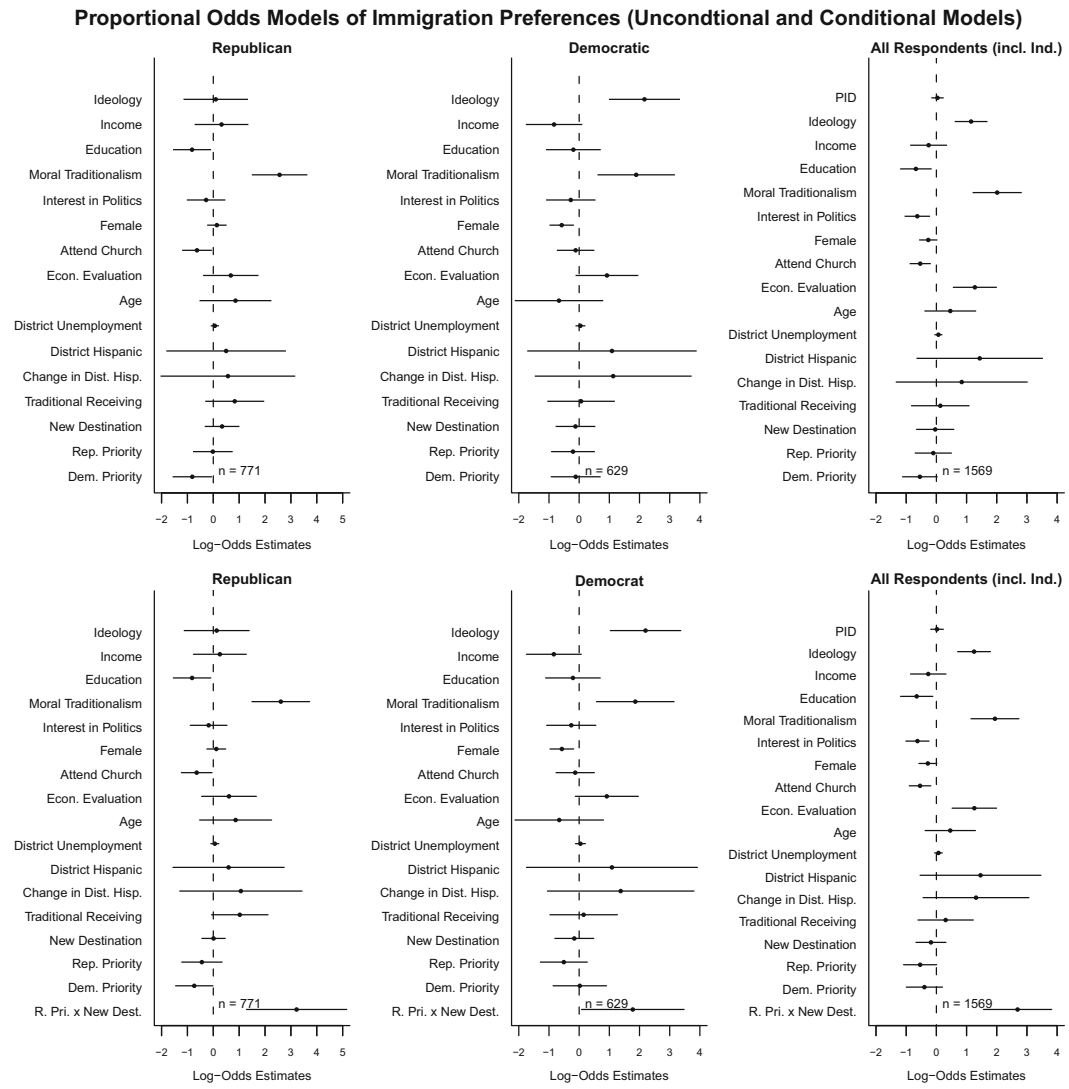 Proportional Odds Models of Immigration Preferences (Uncondtional and Conditional Models)
Republican
Ideology
Income
Education
Moral Traditionalism
Interest in Politics
Female
Attend Church
Econ. Evaluation
Age
District Unemployment
District Hispanic
Change in Dist. Hisp.
Traditional Receiving
New Destination
Rep. Priority
Dem. Priority
n = 771
−2 −1 0 1 2 3 4 5
Log−Odds Estimates
Democratic
Ideology
Income
Education
Moral Traditionalism
Interest in Politics
Female
Attend Church
Econ. Evaluation
Age
District Unemployment
District Hispanic
Change in Dist. Hisp.
Traditional Receiving
New Destination
Rep. Priority
Dem. Priority
n = 629
−2 −1 0 1 2 3 4
Log−Odds Estimates
All Respondents (incl. Ind.)
PID
Ideology
Income
Education
Moral Traditionalism
Interest in Politics
Female
Attend Church
Econ. Evaluation
Age
District Unemployment
District Hispanic
Change in Dist. Hisp.
Traditional Receiving
New Destination
Rep. Priority
Dem. Priority
n = 1569
−2 −1 0 1 2 3 4
Log−Odds Estimates
Republican
Ideology
Income
Education
Moral Traditionalism
Interest in Politics
Female
Attend Church
Econ. Evaluation
Age
District Unemployment
District Hispanic
Change in Dist. Hisp.
Traditional Receiving
New Destination
Rep. Priority
Dem. Priority
R. Pri. x New Dest.
n = 771
−2 −1 0 1 2 3 4 5
Log−Odds Estimates
Democrat
Ideology
Income
Education
Moral Traditionalism
Interest in Politics
Female
Attend Church
Econ. Evaluation
Age
District Unemployment
District Hispanic
Change in Dist. Hisp.
Traditional Receiving
New Destination
Rep. Priority
Dem. Priority
R. Pri. x New Dest.
n = 629
−2 −1 0 1 2 3 4
Log−Odds Estimates
All Respondents (incl. Ind.)
PID
Ideology
Income
Education
Moral Traditionalism
Interest in Politics
Female
Attend Church
Econ. Evaluation
Age
District Unemployment
District Hispanic
Change in Dist. Hisp.
Traditional Receiving
New Destination
Rep. Priority
Dem. Priority
R. Pri. x New Dest.
n = 1569
−2 −1 0 1 2 3 4
Log−Odds Estimates